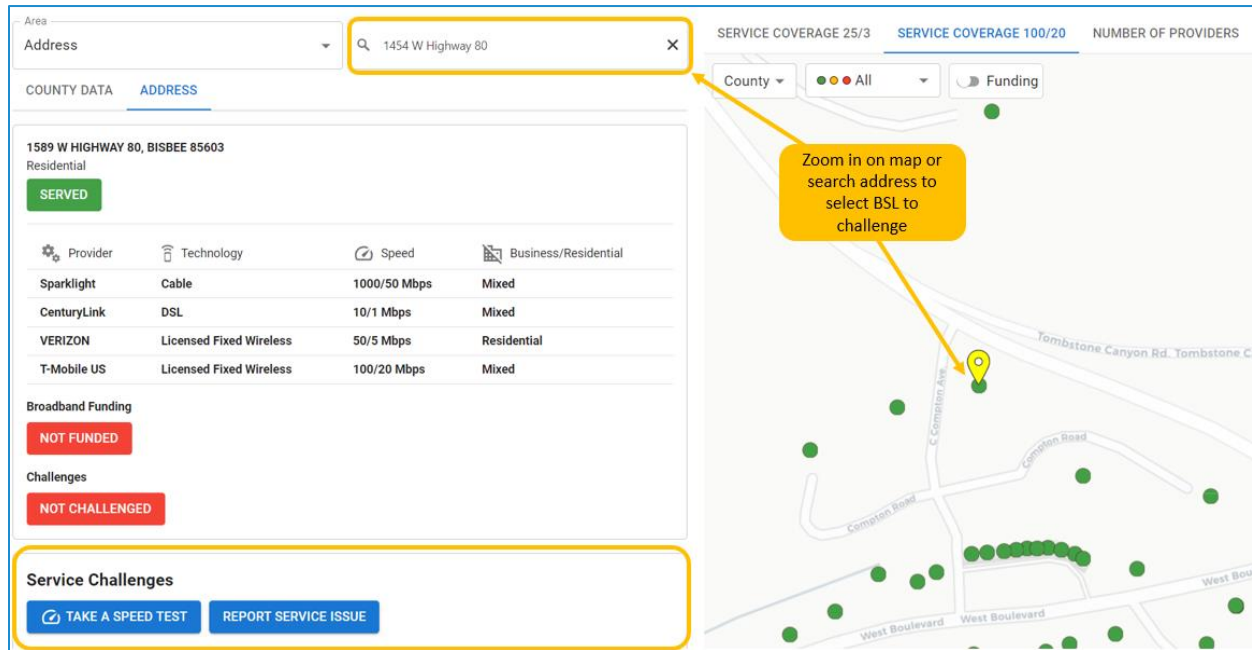 Area
Address
1454 W Highway 80
COUNTY DATA ADDRESS
1589 W HIGHWAY 80, BISBEE 85603
Residential
SERVED
Provider Technology Speed Business/Residential
Sparklight Cable 1000/50 Mbps Mixed
CenturyLink DSL 10/1 Mbps Mixed
VERIZON Licensed Fixed Wireless 50/5 Mbps Residential
T-Mobile US Licensed Fixed Wireless 100/20 Mbps Mixed
Broadband Funding
NOT FUNDED
Challenges
NOT CHALLENGED
Service Challenges
TAKE A SPEED TEST REPORT SERVICE ISSUE
SERVICE COVERAGE 25/3 SERVICE COVERAGE 100/20 NUMBER OF PROVIDERS
County All Funding
Zoom in on map or
search address to
select BSL to
challenge
Tombstone Canyon Rd. Tombstone C
C Compton Ave.
Compton Road
Compton Road
West Bou
West Boulevard West Boulevard